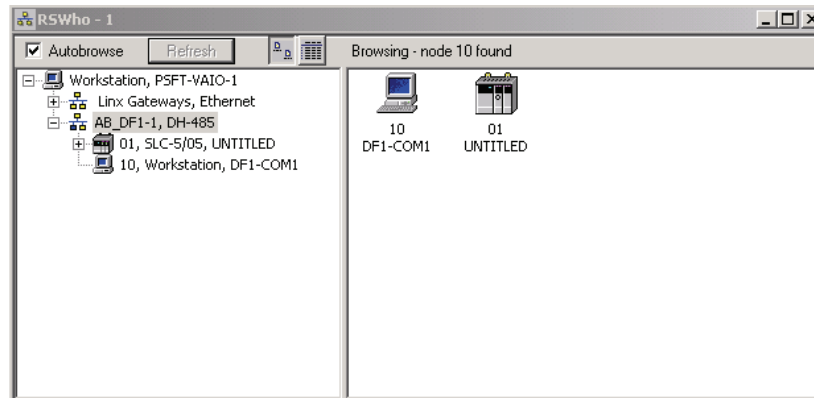 RSWho - 1
Autobrowse Refresh Browsing - node 10 found
Workstation, PSFT-VAIO-1
Linx Gateways, Ethernet
AB_DF1-1, DH-485
01, SLC-5/05, UNTITLED
10, Workstation, DF1-COM1
10 01
DF1-COM1 UNTITLED